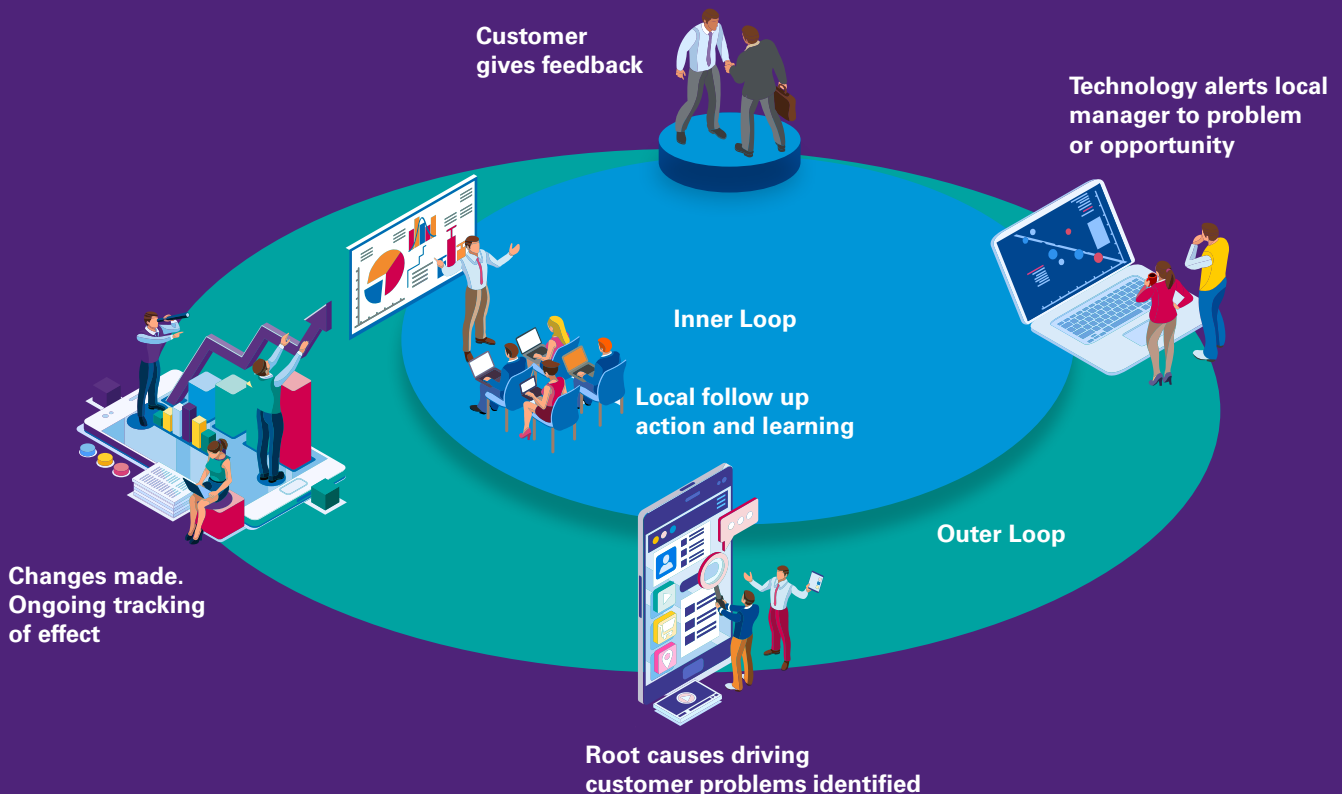 Customer
gives feedback
Technology alerts local
manager to problem
or opportunity
Inner Loop
Local follow up
action and learning
Outer Loop
Changes made.
Ongoing tracking
of effect
Root causes driving
customer problems identified